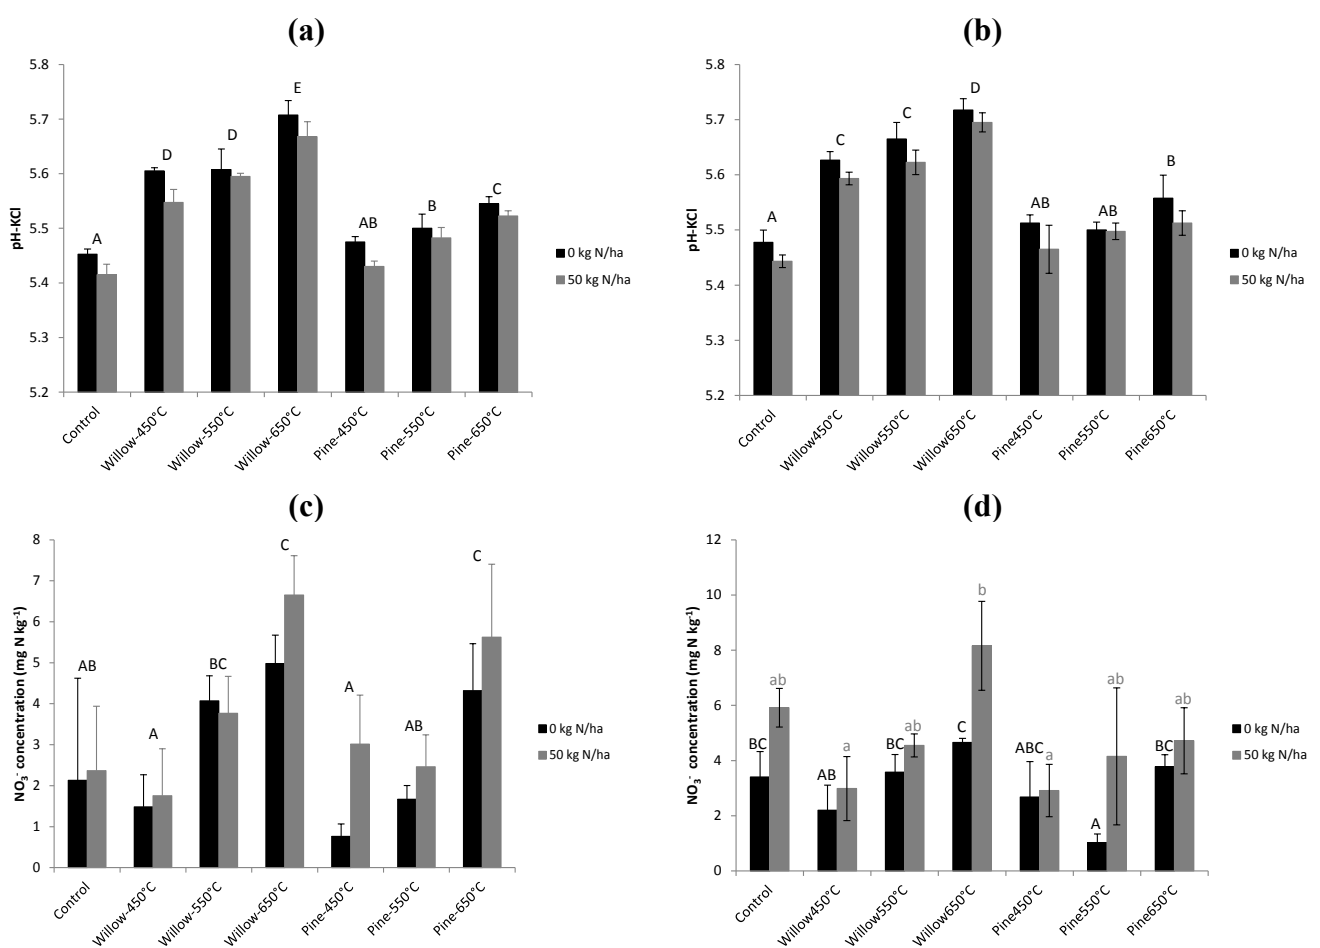 (a)
5.8
5.7
5.6
5.5
5.4
5.3
5.2
pH-KCl
A
D
D
E
AB
B
C
0 kg N/ha
50 kg N/ha
Control
Willow-450°C
Willow-550°C
Willow-650°C
Pine-450°C
Pine-550°C
Pine-650°C
(b)
5.8
5.7
5.6
5.5
5.4
5.3
5.2
pH-KCl
A
C
C
D
AB
AB
B
0 kg N/ha
50 kg N/ha
Control
Willow450°C
Willow550°C
Willow650°C
Pine450°C
Pine550°C
Pine650°C
(c)
8
7
6
5
4
3
2
1
0
NO₃⁻ concentration (mg N kg⁻¹)
AB
A
BC
C
A
AB
C
0 kg N/ha
50 kg N/ha
Control
Willow-450°C
Willow-550°C
Willow-650°C
Pine-450°C
Pine-550°C
Pine-650°C
(d)
12
10
8
6
4
2
0
NO₃⁻ concentration (mg N kg⁻¹)
BC
ab
AB
a
BC
ab
C
b
ABC
a
A
ab
BC
ab
0 kg N/ha
50 kg N/ha
Control
Willow450°C
Willow550°C
Willow650°C
Pine450°C
Pine550°C
Pine650°C